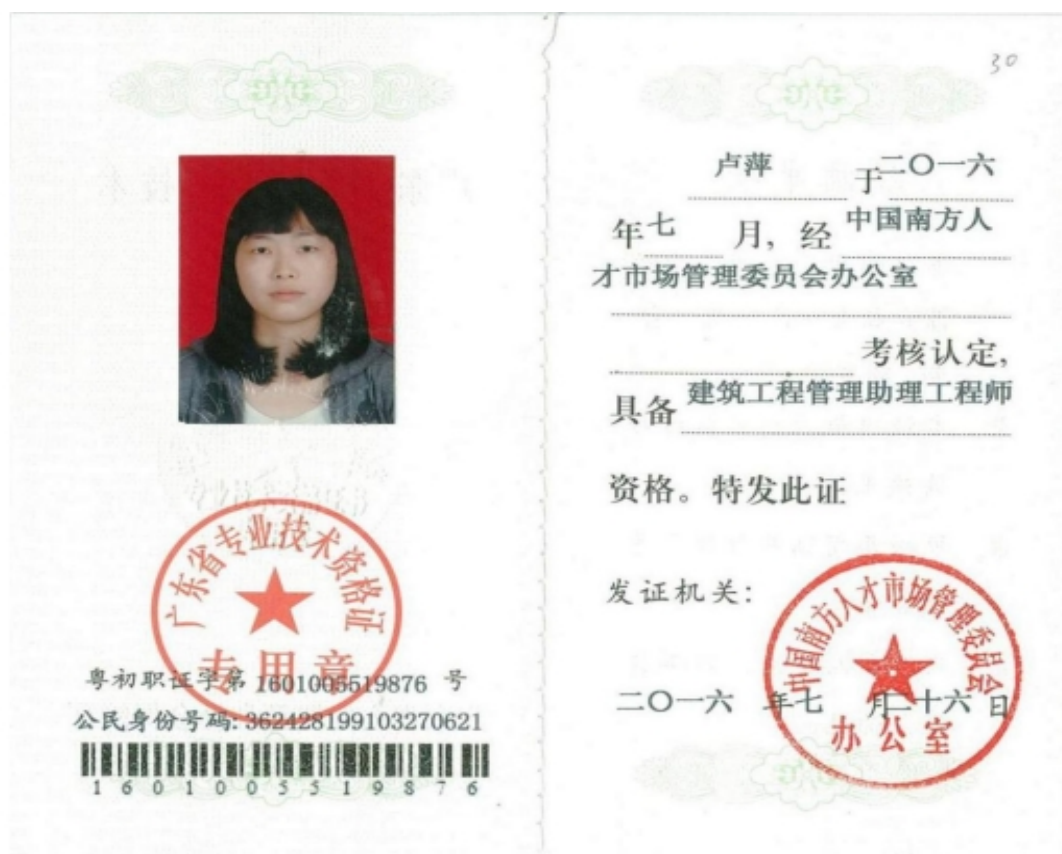 广东省专业技术资格证
专用章
粤初职证字第 1601005519876 号
公民身份号码: 362428199103270621
1601005519876
30
卢萍 于二〇一六
年七 月, 经 中国南方人
才市场管理委员会办公室
考核认定,
具备 建筑工程管理助理工程师
资格。特发此证
发证机关:
中国南方人才市场管理委员会
办公室
二〇一六 年七 月二十六日